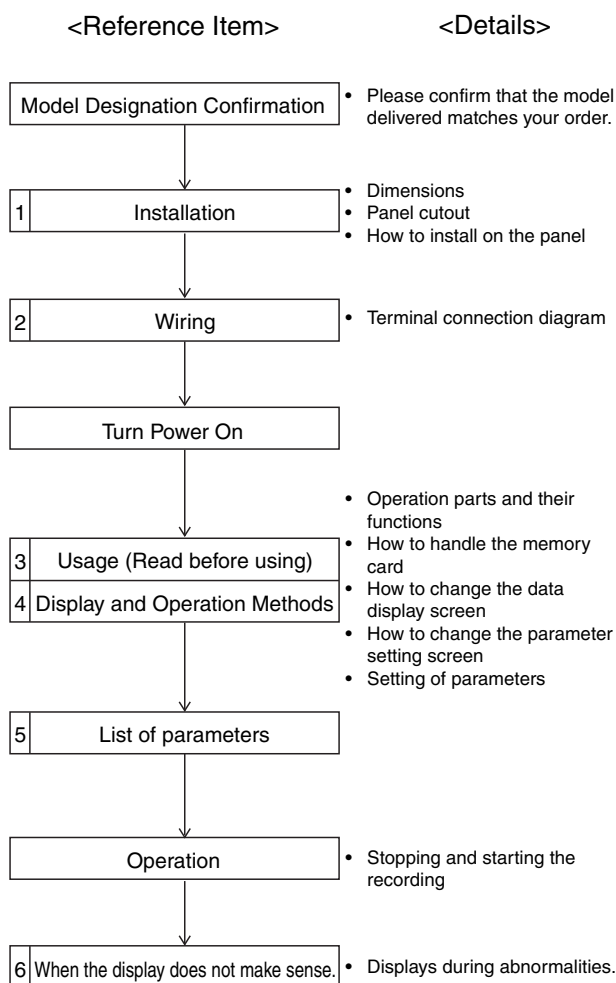 <Reference Item>
<Details>
Model Designation Confirmation
• Please confirm that the model
delivered matches your order.
1 Installation
• Dimensions
• Panel cutout
• How to install on the panel
2 Wiring
• Terminal connection diagram
Turn Power On
3 Usage (Read before using)
4 Display and Operation Methods
• Operation parts and their
functions
• How to handle the memory
card
• How to change the data
display screen
• How to change the parameter
setting screen
• Setting of parameters
5 List of parameters
Operation
• Stopping and starting the
recording
6 When the display does not make sense.
• Displays during abnormalities.